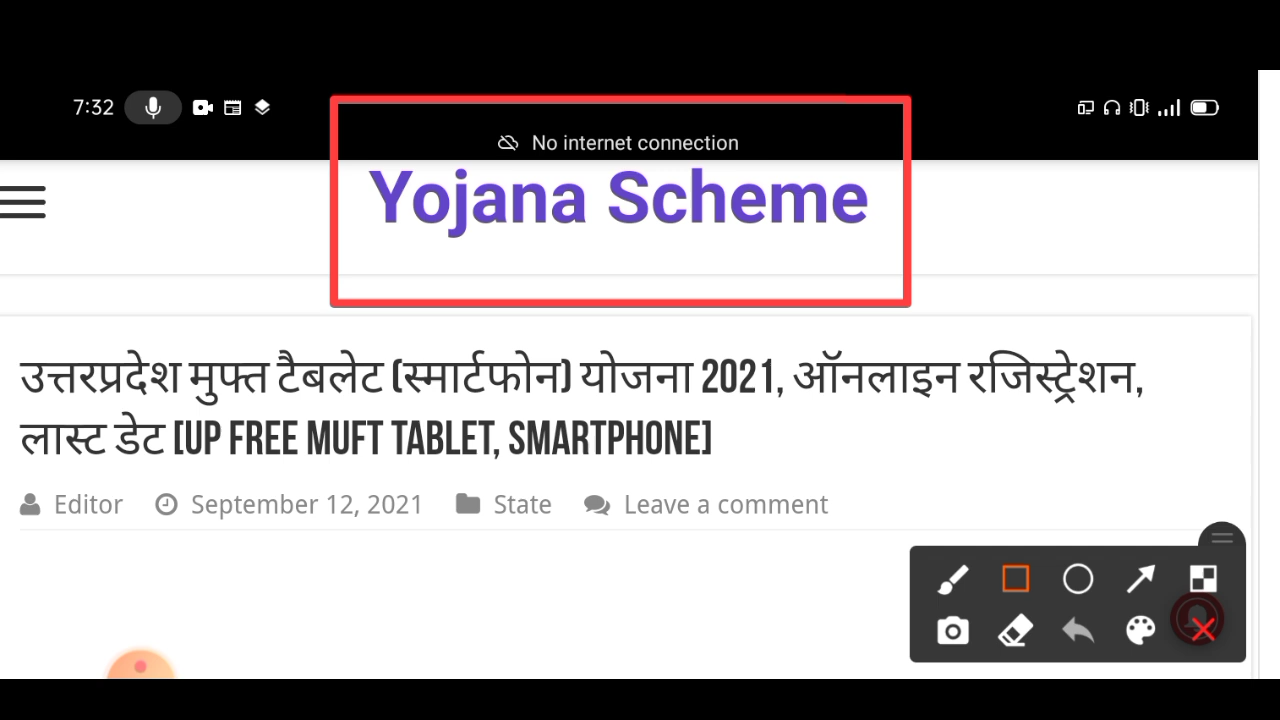 7:32
No internet connection
Yojana Scheme
उत्तरप्रदेश मुफ्त टैबलेट (स्मार्टफोन) योजना 2021, ऑनलाइन रजिस्ट्रेशन,
लास्ट डेट [UP FREE MUFT TABLET, SMARTPHONE]
Editor September 12, 2021 State Leave a comment